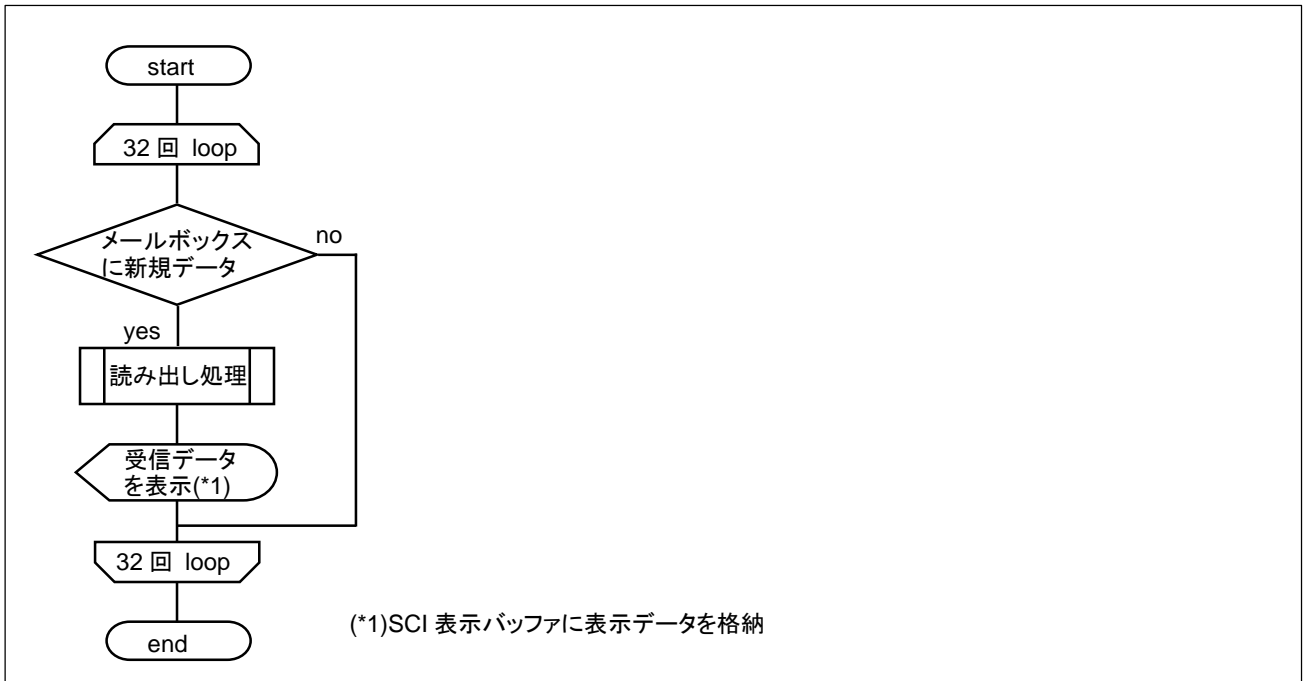 start
32 回 loop
メールボックス
に新規データ
no
yes
読み出し処理
受信データ
を表示(*1)
32 回 loop
(*1)SCI 表示バッファに表示データを格納
end